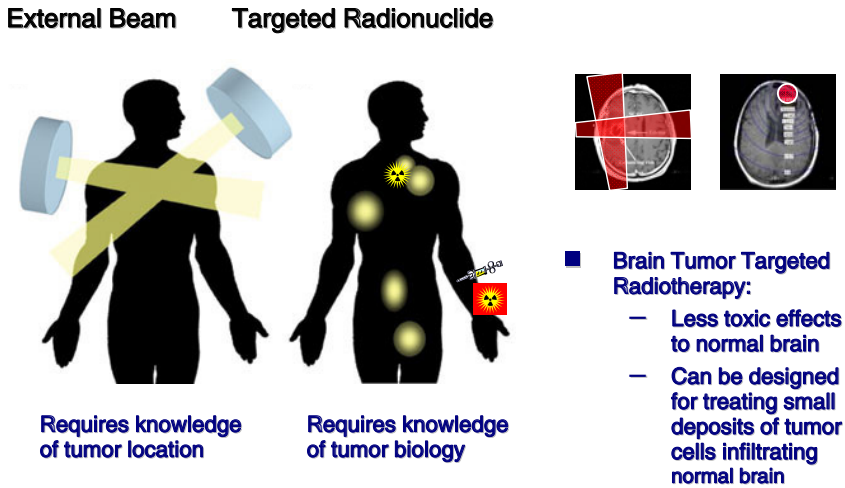 External Beam
Targeted Radionuclide
Requires knowledge
of tumor location
Requires knowledge
of tumor biology
Brain Tumor Targeted
Radiotherapy:
– Less toxic effects
to normal brain
– Can be designed
for treating small
deposits of tumor
cells infiltrating
normal brain